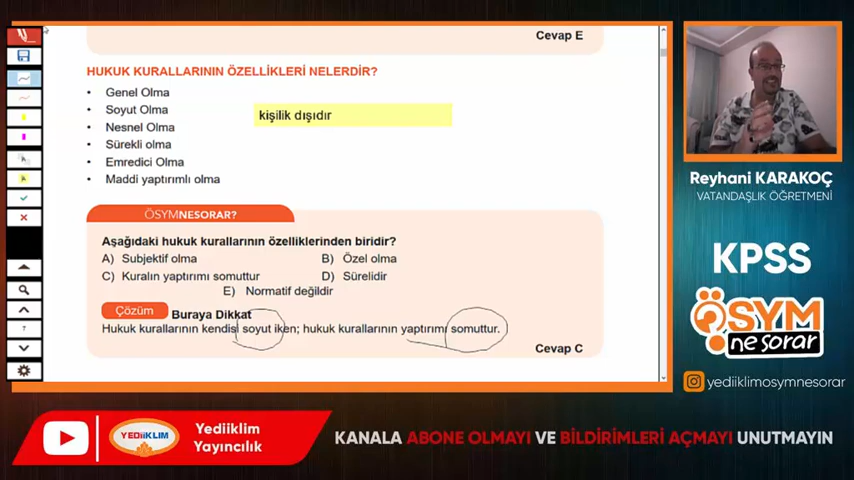 Cevap E
HUKUK KURALLARININ ÖZELLİKLERİ NELERDİR?
• Genel Olma
• Soyut Olma
• Nesnel Olma
• Sürekli olma
• Emredici Olma
• Maddi yaptırımlı olma
kişilik dışıdır
ÖSYMNESORAR?
Aşağıdaki hukuk kurallarının özelliklerinden biridir?
A) Subjektif olma
B) Özel olma
C) Kuralın yaptırımı somuttur
D) Sürelidir
E) Normatif değildir
Çözüm
Buraya Dikkat
Hukuk kurallarının kendisi soyut iken; hukuk kurallarının yaptırımı somuttur.
Cevap C
Reyhani KARAKOÇ
VATANDAŞLIK ÖĞRETMENİ
KPSS
ÖSYM
ne sorar
yediiklimosymnesorar
YEDİİKLİM
Yediiklim
Yayıncılık
KANALA ABONE OLMAYI VE BİLDİRİMLERİ AÇMAYI UNUTMAYIN